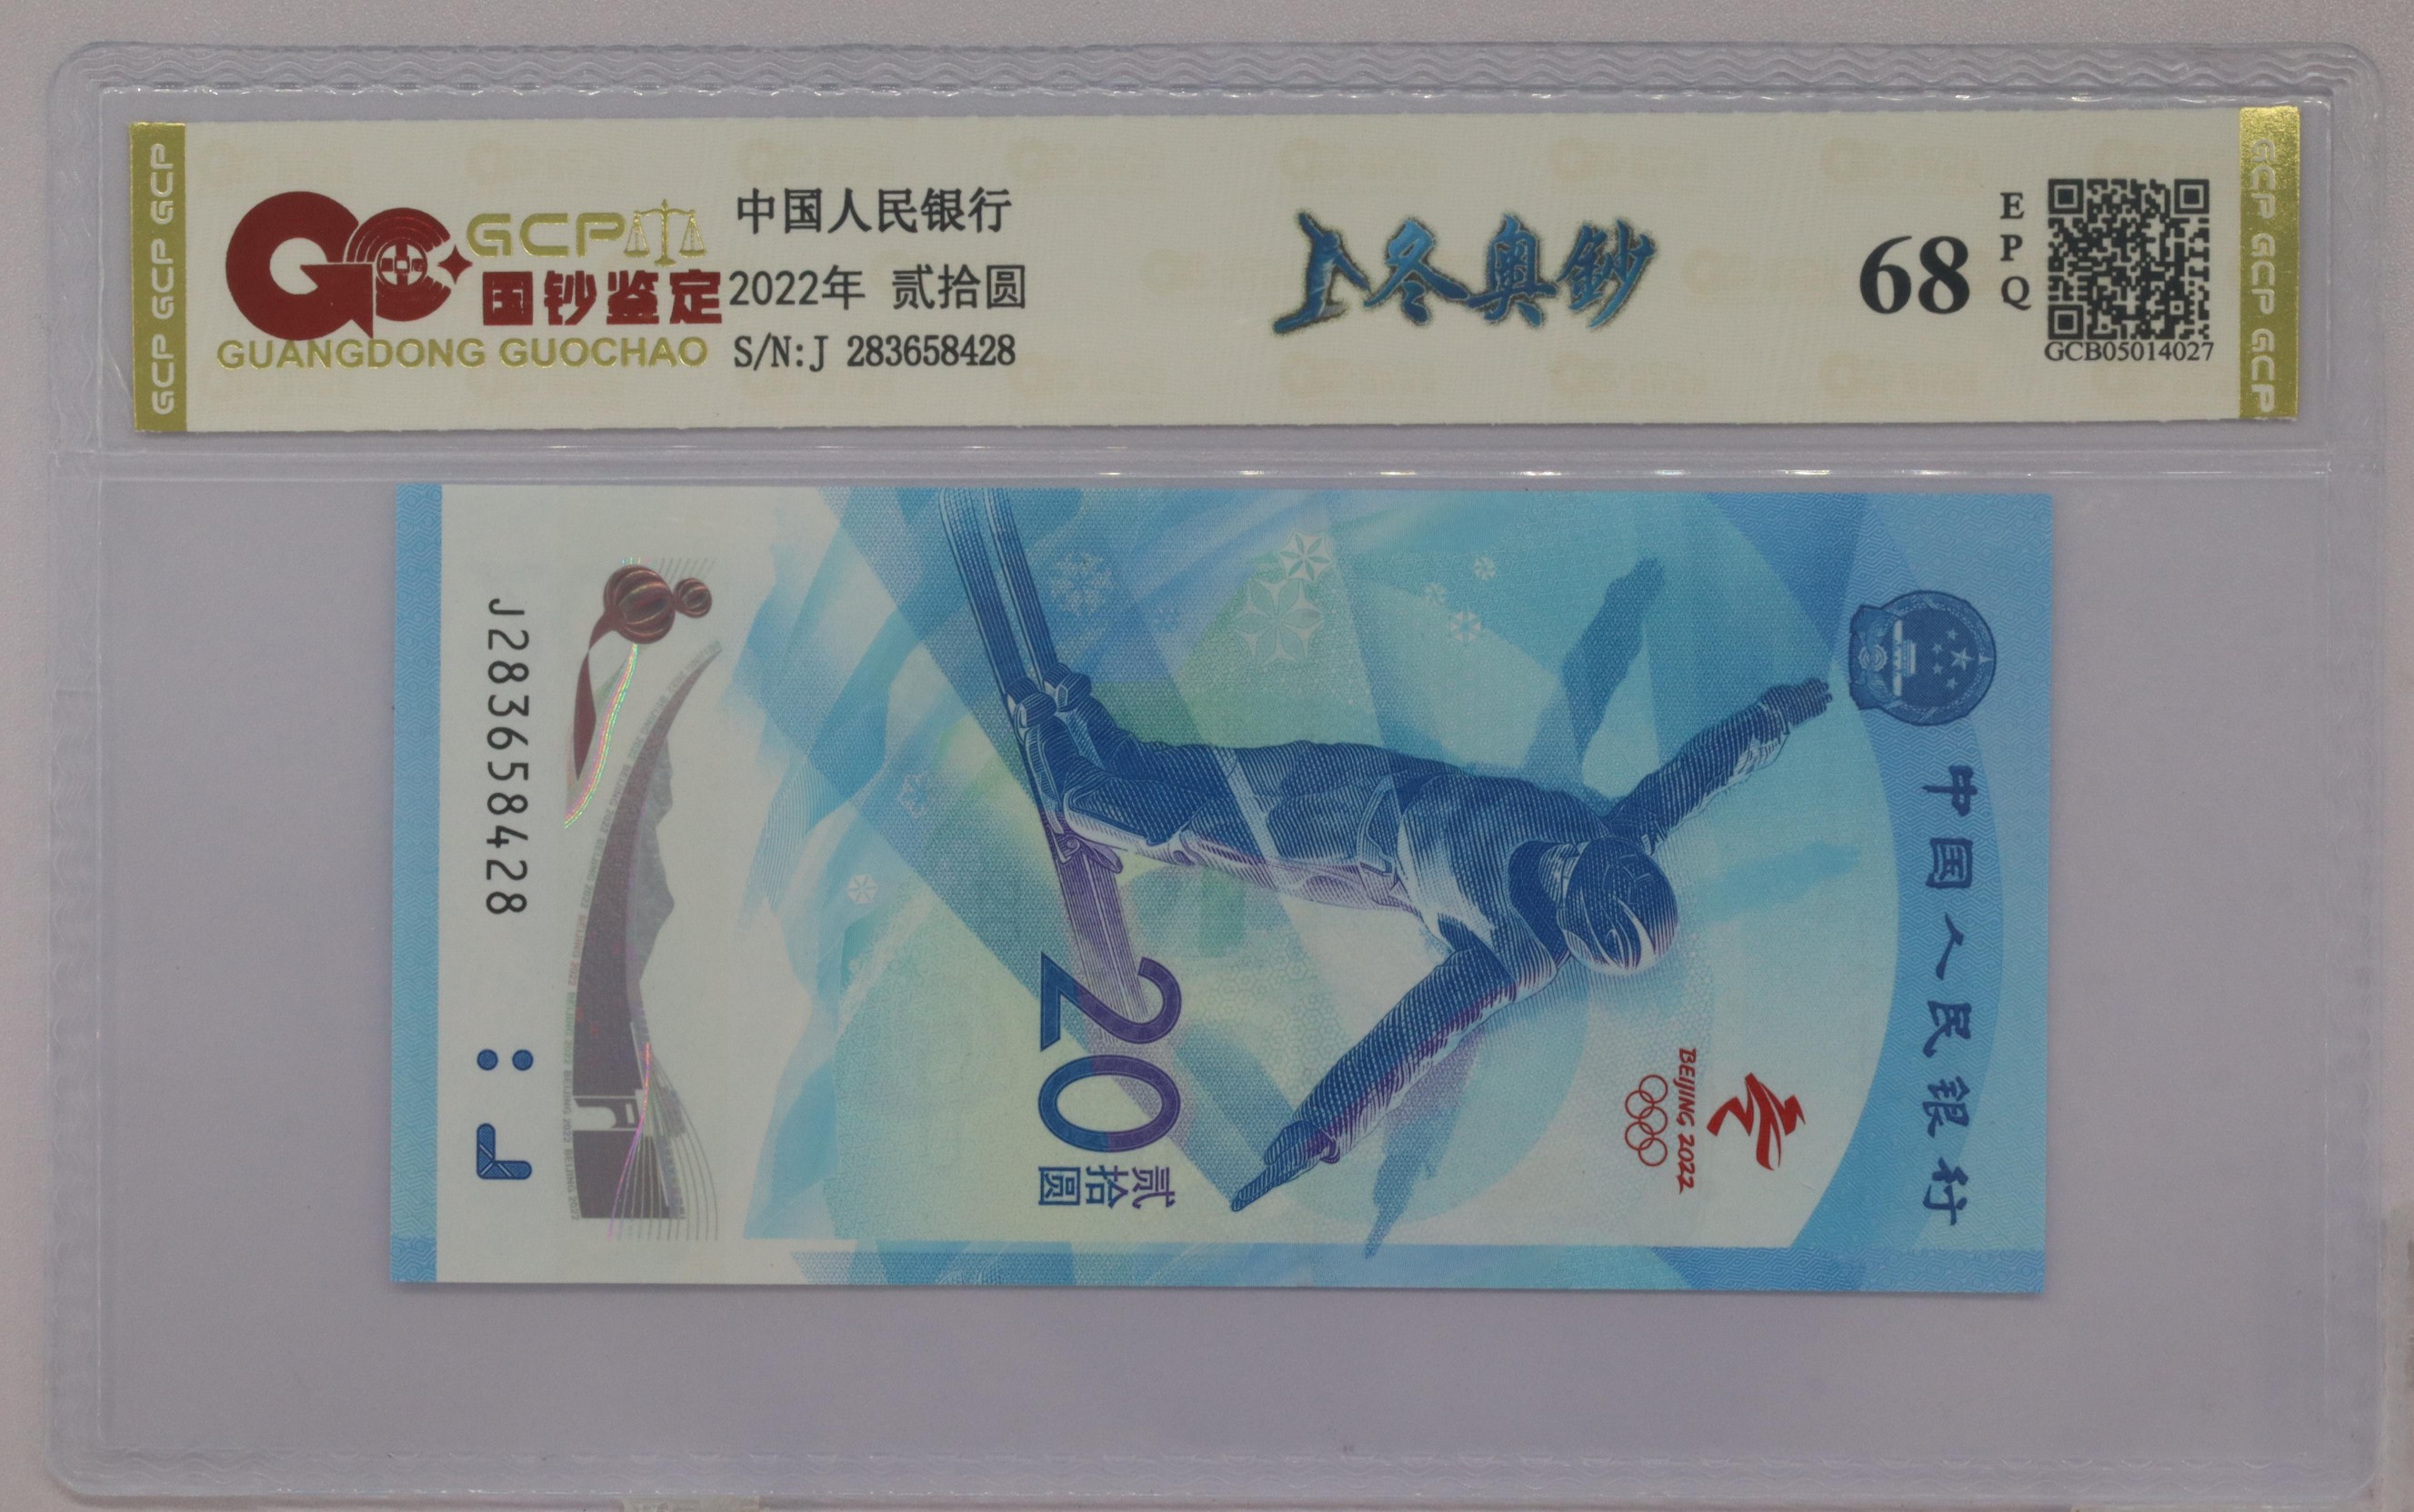 GCP GCP GCP
GCP
国钞鉴定
GUANGDONG GUOCHAO
中国人民银行
2022年 贰拾圆
S/N:J 283658428
冬奥鈔
68
EPQ
GCB05014027
GCP GCP GCP GCP
J283658428
20
贰拾圆
BEIJING 2022
中国人民银行